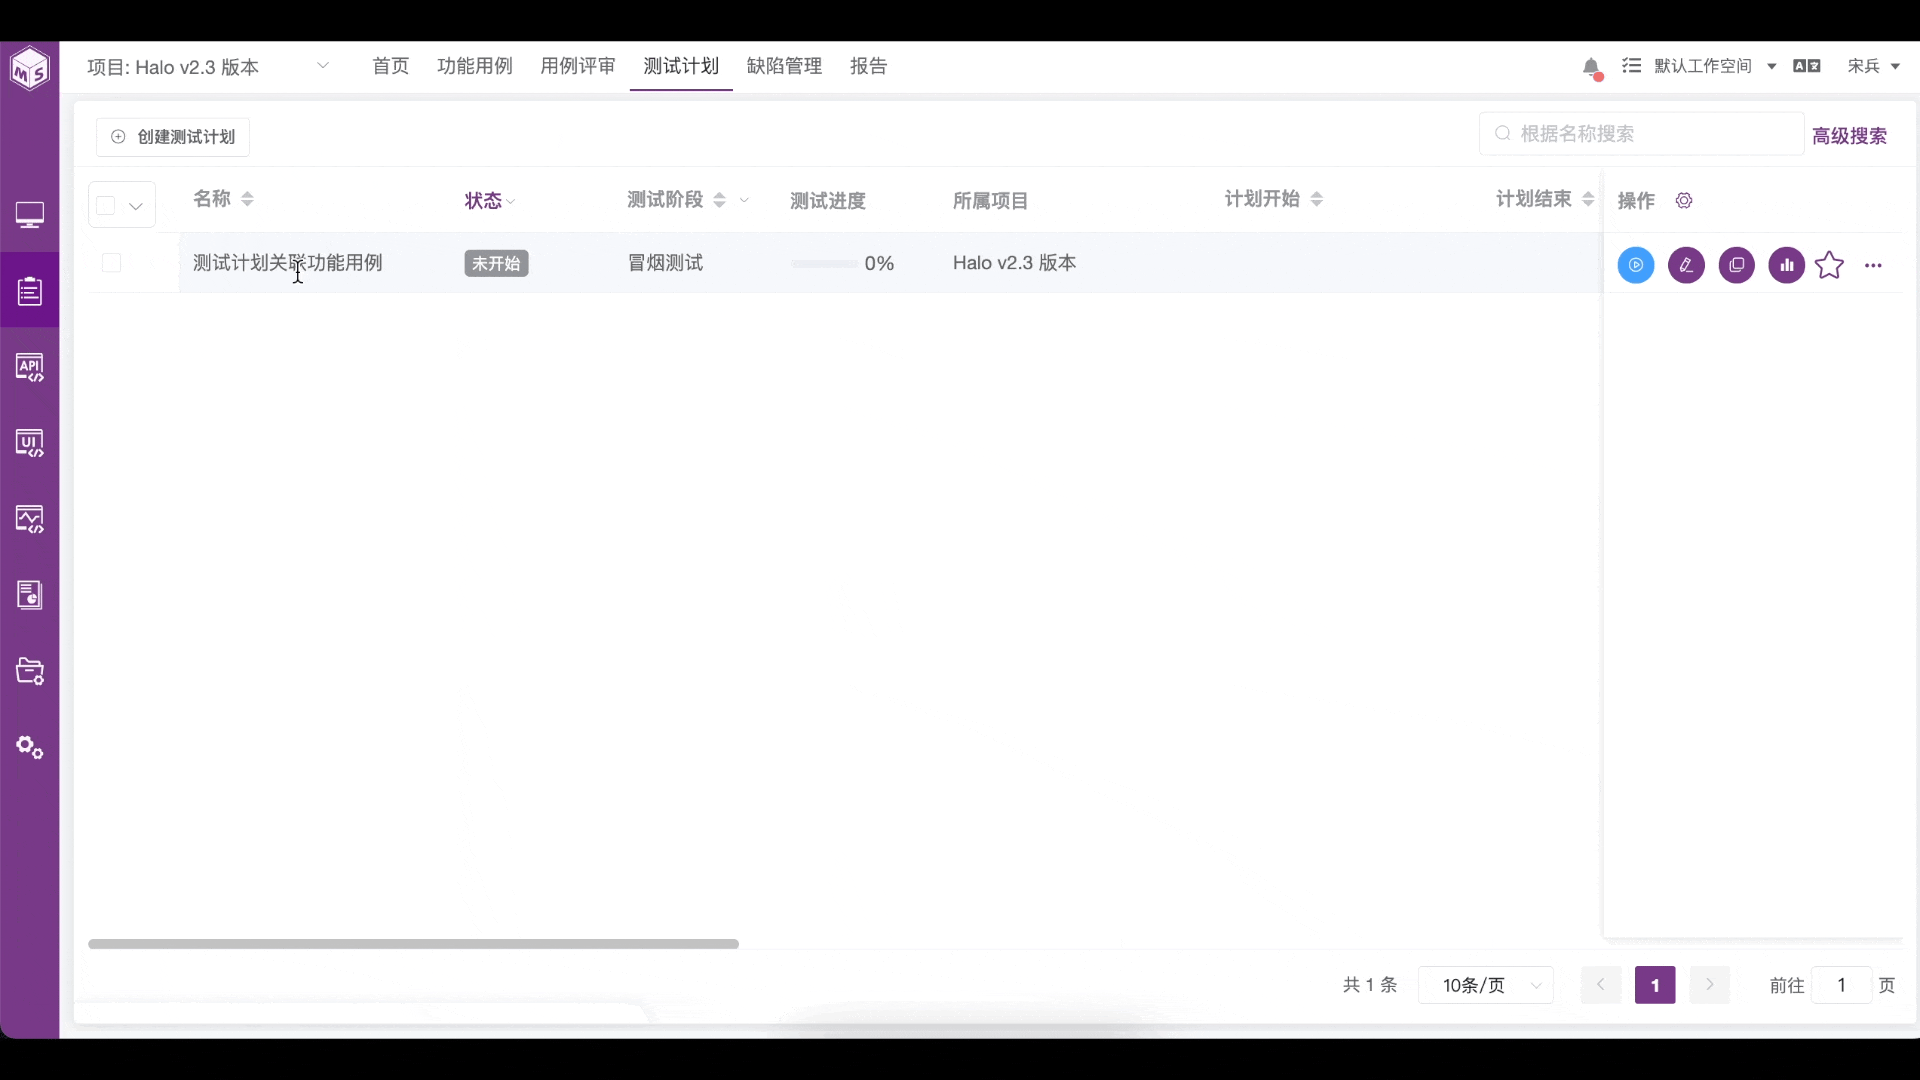 MS
项目: Halo v2.3 版本
首页
功能用例
用例评审
测试计划
缺陷管理
报告
默认工作空间
宋兵
创建测试计划
根据名称搜索
高级搜索
名称
状态
测试阶段
测试进度
所属项目
计划开始
计划结束
操作
测试计划关联功能用例
未开始
冒烟测试
0%
Halo v2.3 版本
API
UI
共 1 条
10条/页
1
前往
1
页